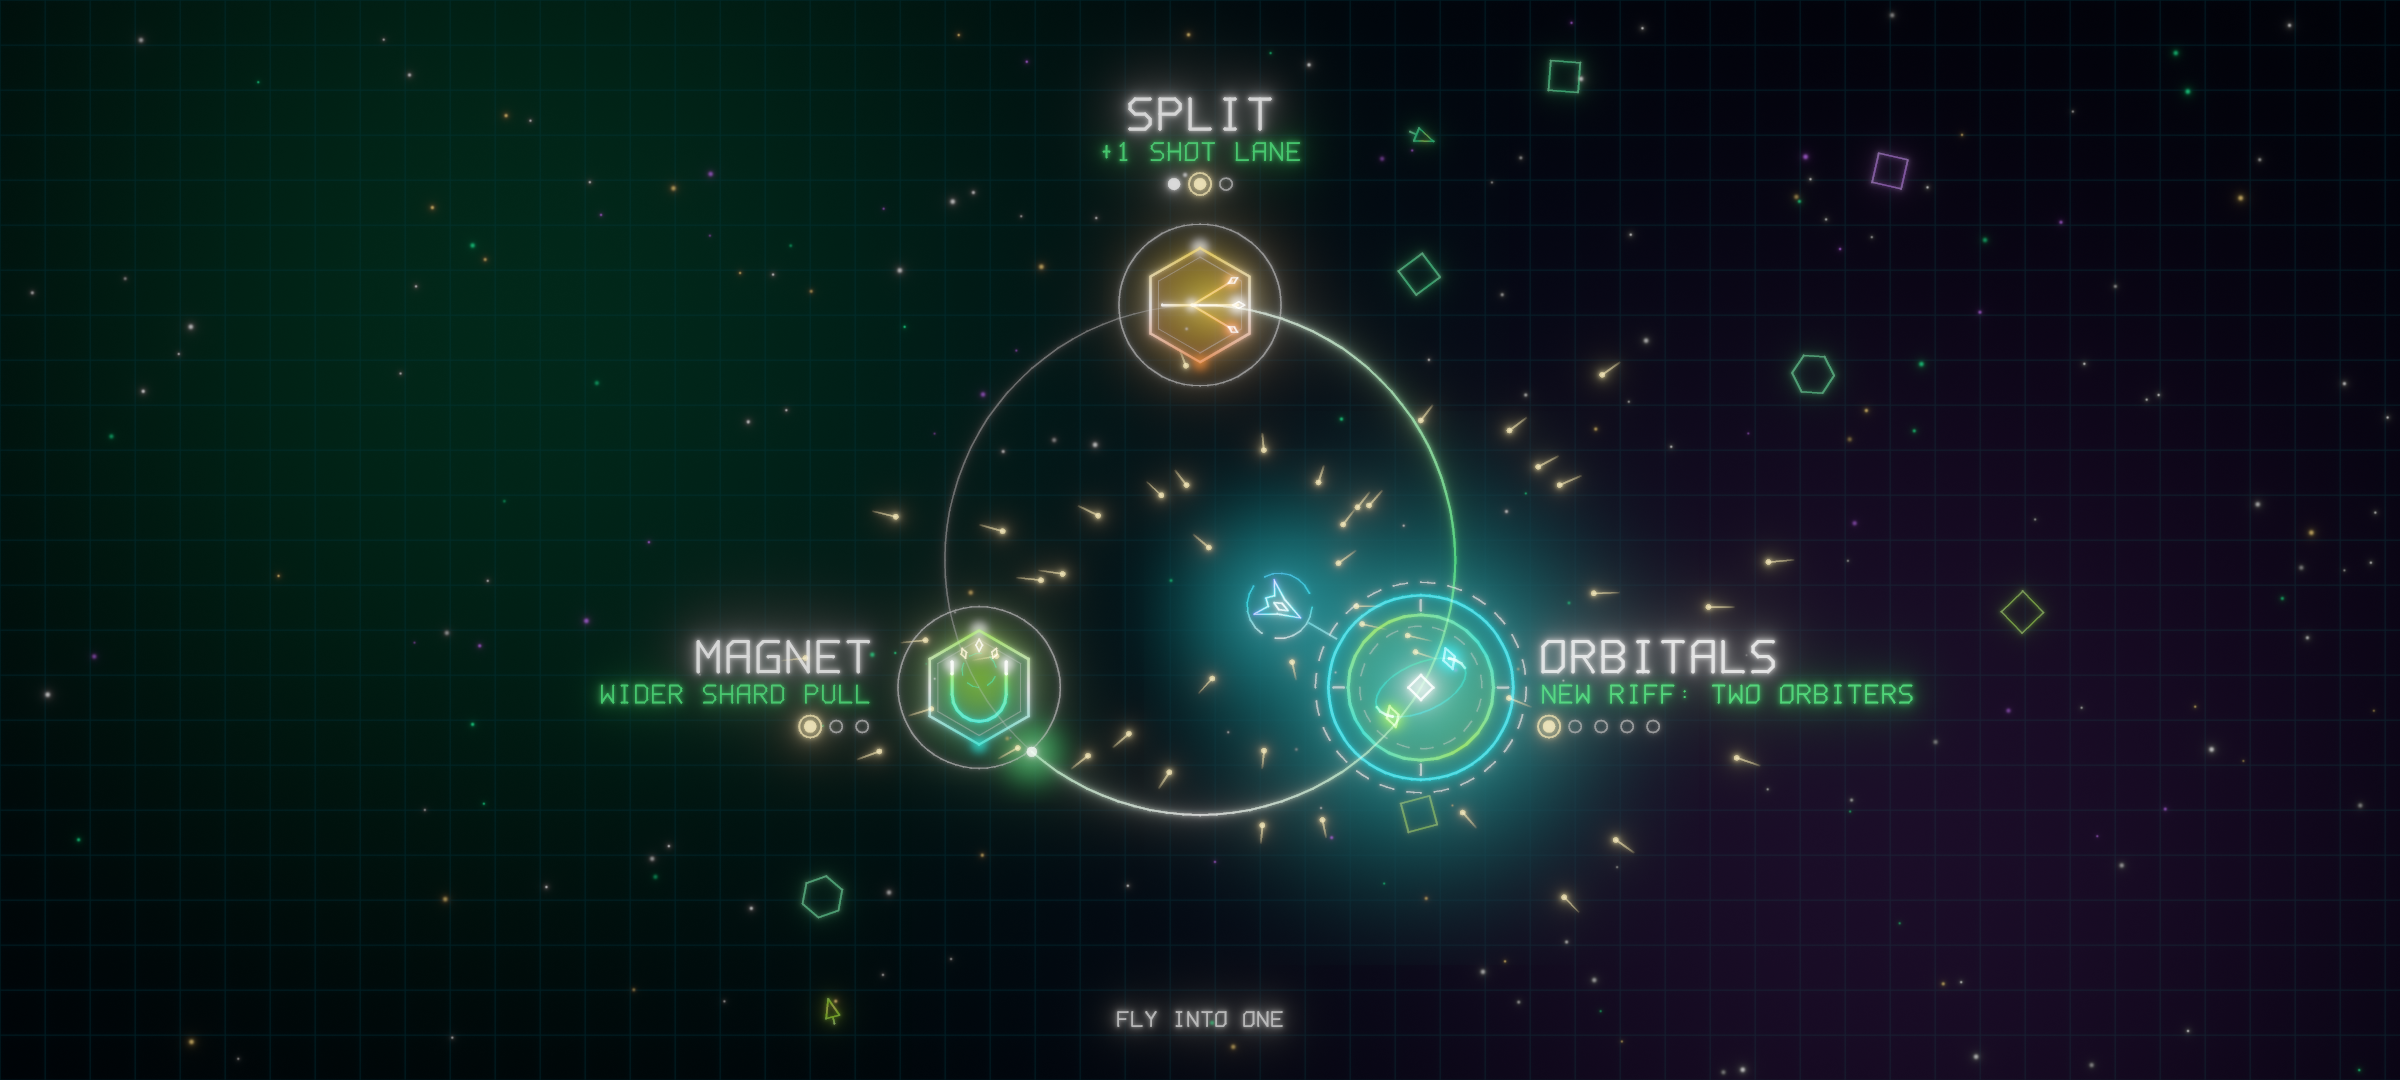 SPLIT
+1 SHOT LANE
MAGNET
WIDER SHARD PULL
ORBITALS
NEW RIFF: TWO ORBITERS
FLY INTO ONE